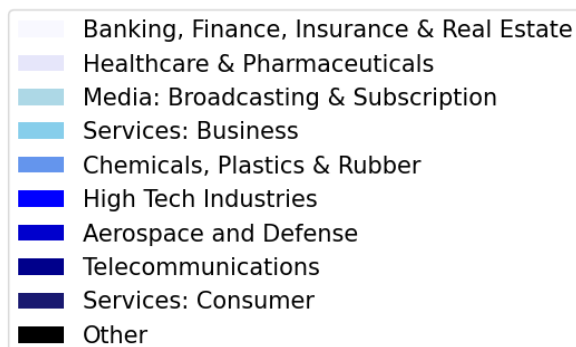 Banking, Finance, Insurance & Real Estate
Healthcare & Pharmaceuticals
Media: Broadcasting & Subscription
Services: Business
Chemicals, Plastics & Rubber
High Tech Industries
Aerospace and Defense
Telecommunications
Services: Consumer
Other